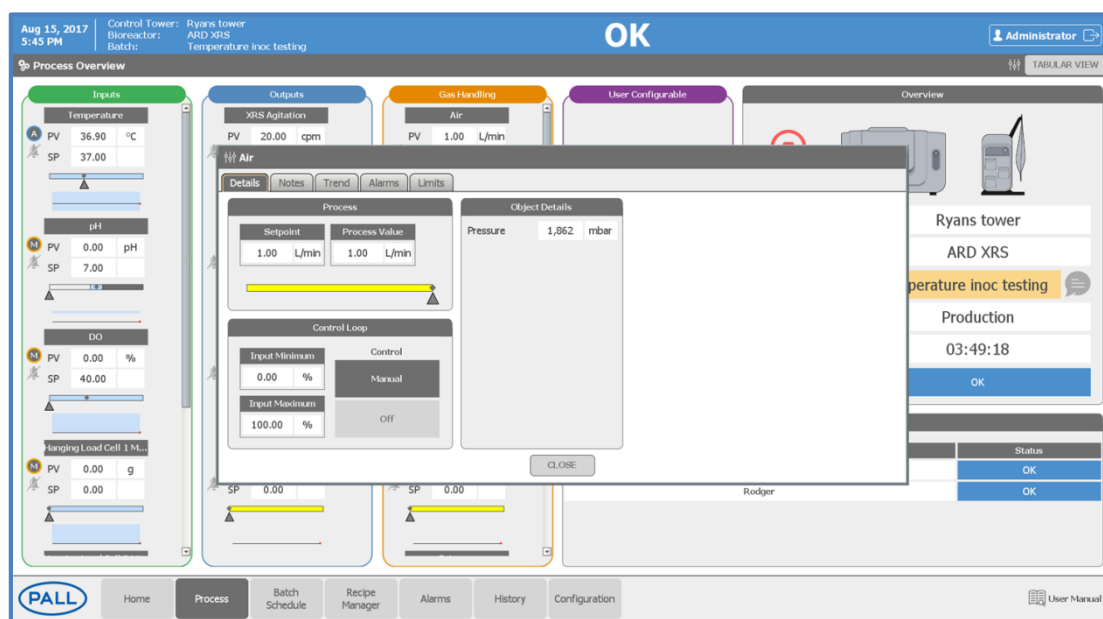 Aug 15, 2017
5:45 PM
Control Tower: Ryans tower
Bioreactor: ARD XRS
Batch: Temperature inoc testing
OK
Administrator
Process Overview
TABULAR VIEW
Inputs
Outputs
Gas Handling
User Configurable
Overview
Temperature
A PV 36.90 °C
SP 37.00
XRS Agitation
PV 20.00 cpm
Air
PV 1.00 L/min
pH
M PV 0.00 pH
SP 7.00
DO
M PV 0.00 %
SP 40.00
Hanging Load Cell 1 M...
M PV 0.00 g
SP 0.00
SP 0.00
SP 0.00
Air
Details Notes Trend Alarms Limits
Process
Setpoint Process Value
1.00 L/min 1.00 L/min
Control Loop
Input Minimum Control
0.00 % Manual
Input Maximum
100.00 % Off
Object Details
Pressure 1,862 mbar
CLOSE
Ryans tower
ARD XRS
perature inoc testing
Production
03:49:18
OK
Status
OK
Rodger OK
PALL
Home
Process
Batch Schedule
Recipe Manager
Alarms
History
Configuration
User Manual